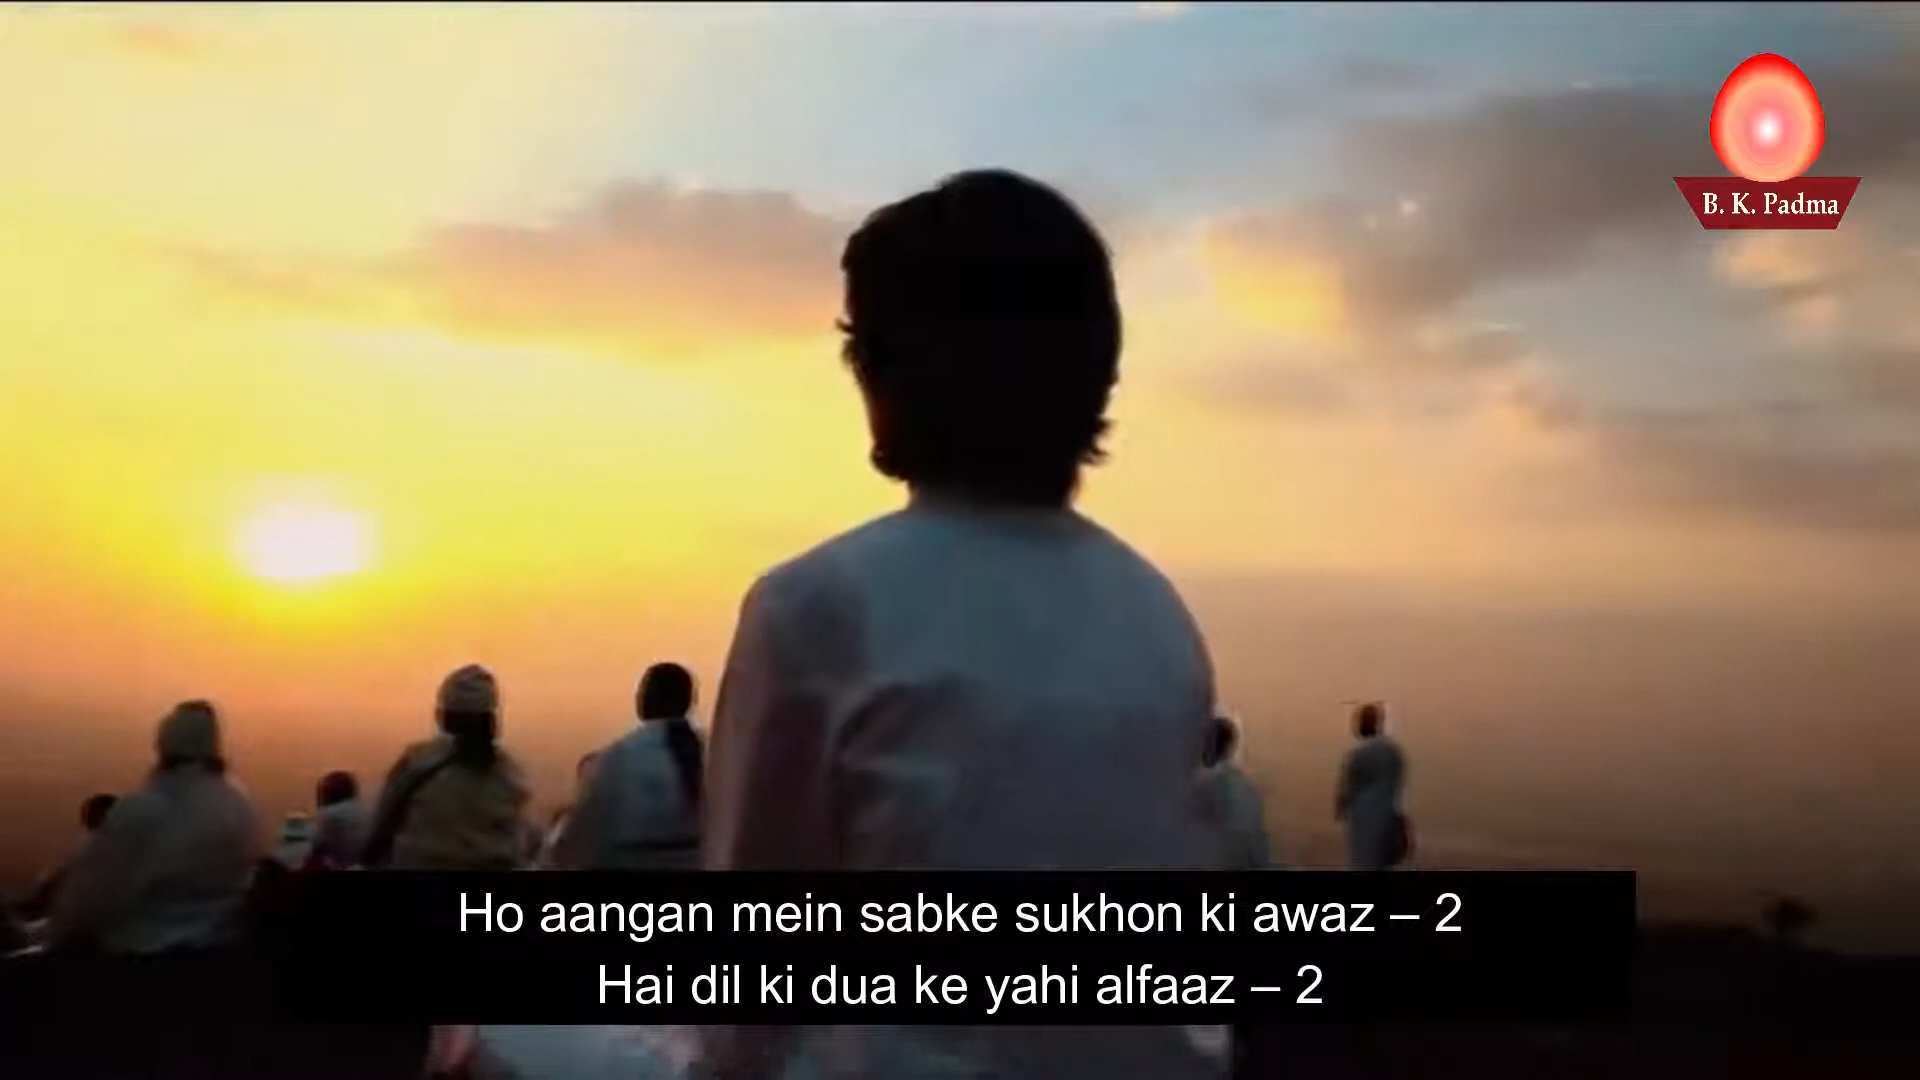 B. K. Padma
Ho aangan mein sabke sukhon ki awaz – 2
Hai dil ki dua ke yahi alfaaz – 2